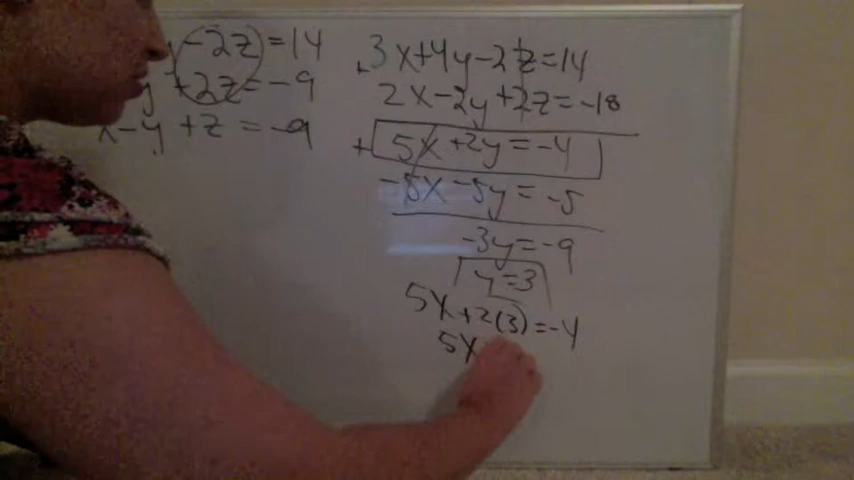 -2z = 14
y + 2z = -9
x - y + z = -9
3x + 4y - 2z = 14
+
2x - 2y + 2z = -18
+ 5x + 2y = -4
-5x - 5y = -5
-3y = -9
y = 3
5x + 2(3) = -4
5x